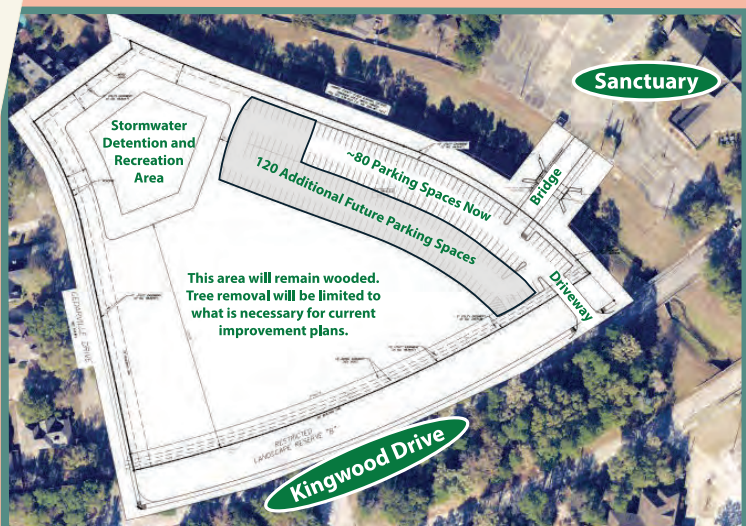 Sanctuary
Stormwater
Detention and
Recreation
Area
~80 Parking Spaces Now
120 Additional Future Parking Spaces
Bridge
Driveway
This area will remain wooded.
Tree removal will be limited to
what is necessary for current
improvement plans.
CEDARVILLE DRIVE
RESTRICTED
LANDSCAPE RESERVE "B"
Kingwood Drive